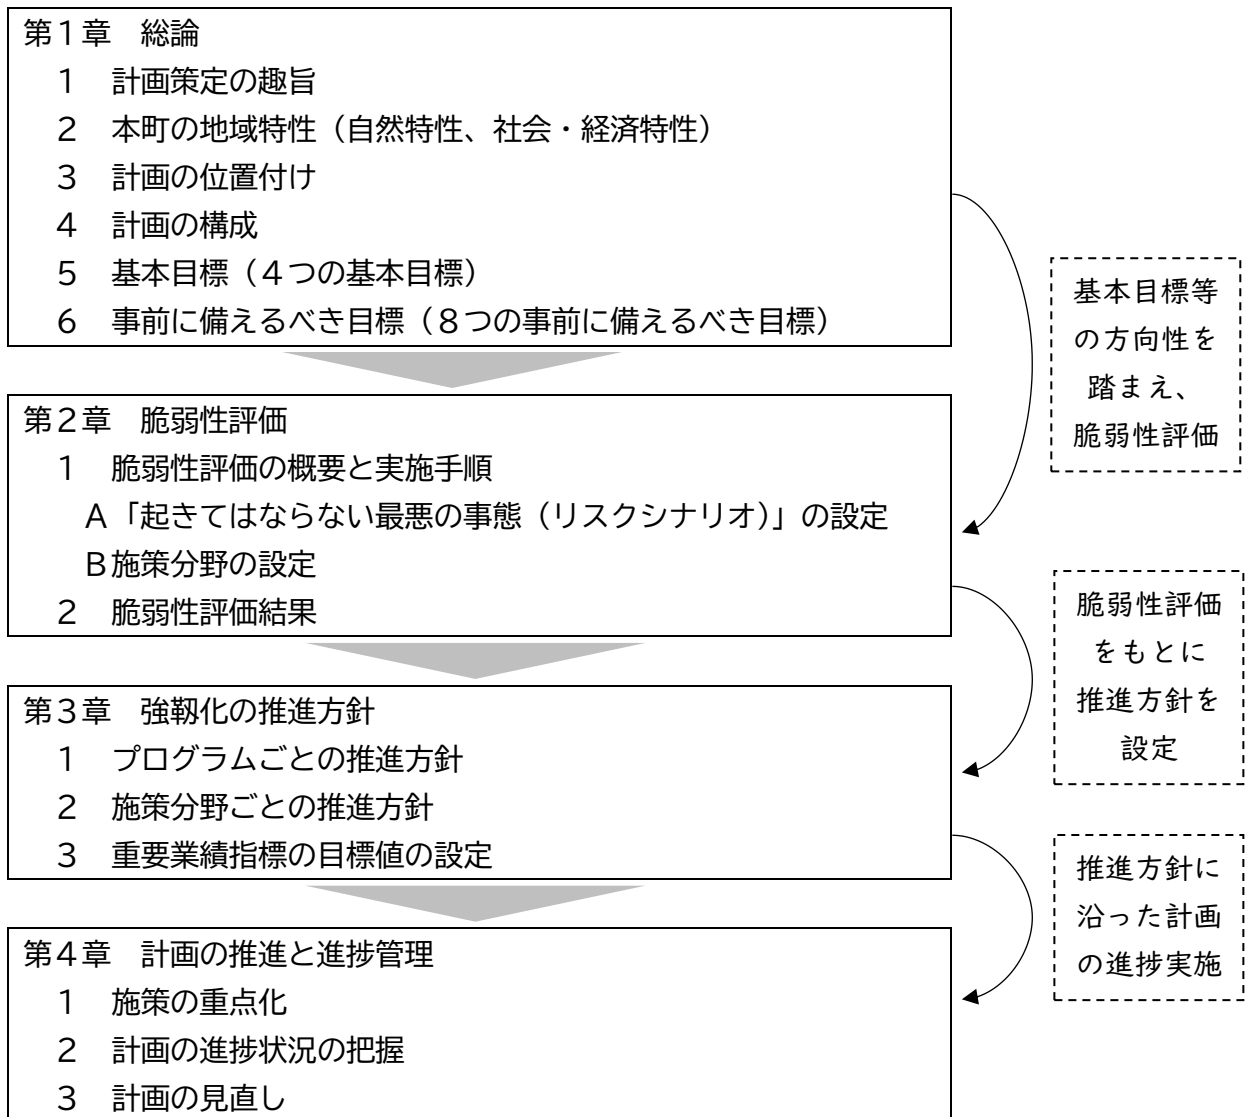 第１章　総論
１　計画策定の趣旨
２　本町の地域特性（自然特性、社会・経済特性）
３　計画の位置付け
４　計画の構成
５　基本目標（４つの基本目標）
６　事前に備えるべき目標（８つの事前に備えるべき目標）
基本目標等
の方向性を
踏まえ、
脆弱性評価
第２章　脆弱性評価
１　脆弱性評価の概要と実施手順
Ａ「起きてはならない最悪の事態（リスクシナリオ）」の設定
Ｂ施策分野の設定
２　脆弱性評価結果
脆弱性評価
をもとに
推進方針を
設定
第３章　強靱化の推進方針
１　プログラムごとの推進方針
２　施策分野ごとの推進方針
３　重要業績指標の目標値の設定
推進方針に
沿った計画
の進捗実施
第４章　計画の推進と進捗管理
１　施策の重点化
２　計画の進捗状況の把握
３　計画の見直し